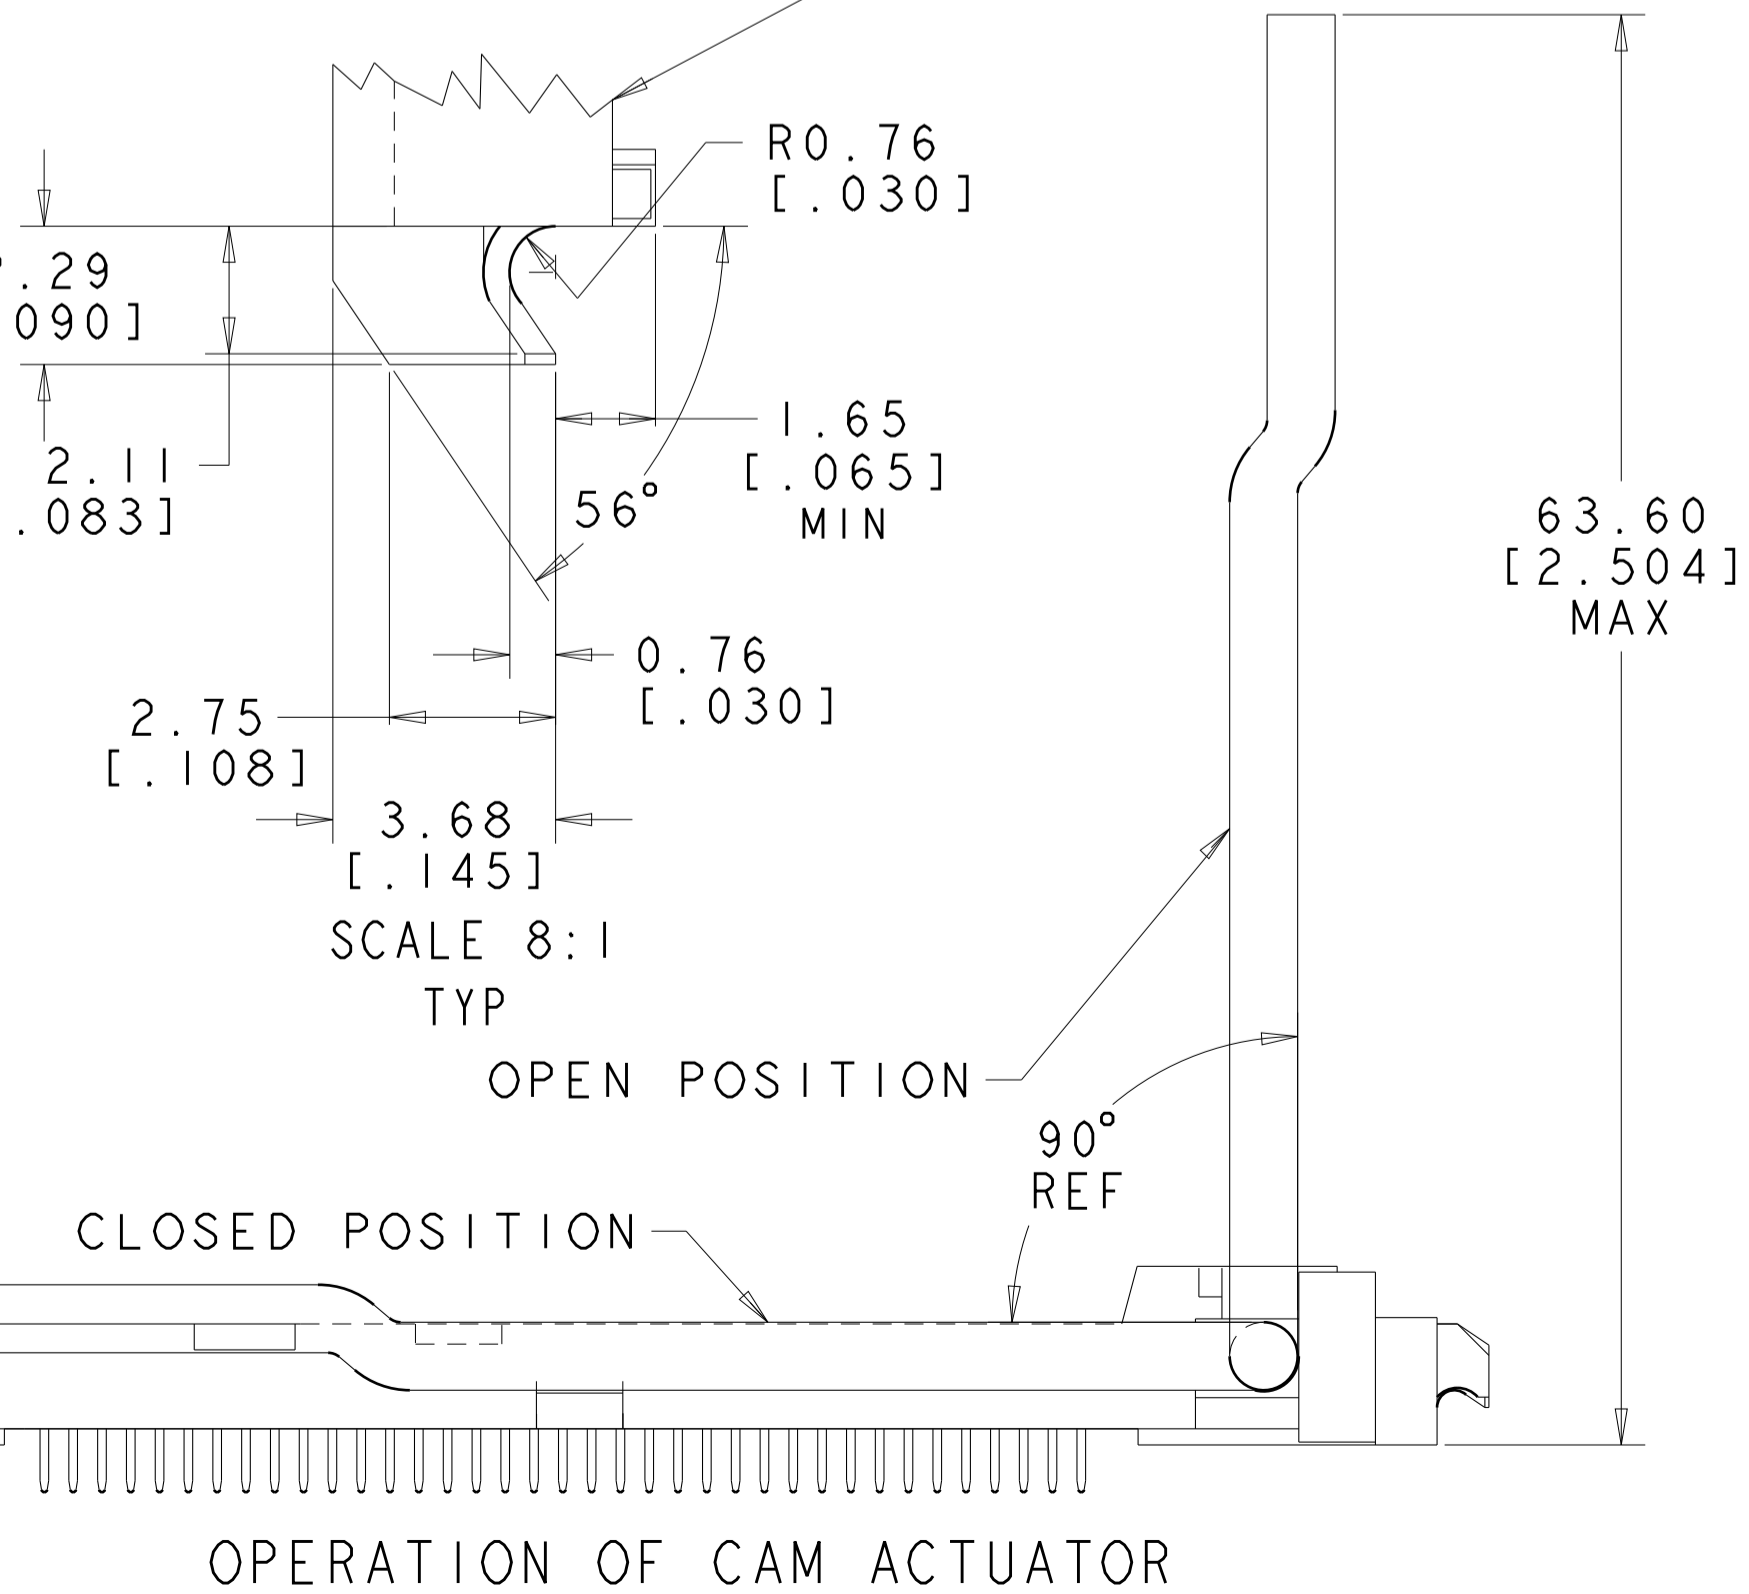 R0.76
[.030]
.29
090]
2.11
.083]
56°
1.65
[.065]
MIN
63.60
[2.504]
MAX
0.76
[.030]
2.75
[.108]
3.68
[.145]
SCALE 8:1
TYP
OPEN POSITION
90°
REF
CLOSED POSITION
OPERATION OF CAM ACTUATOR